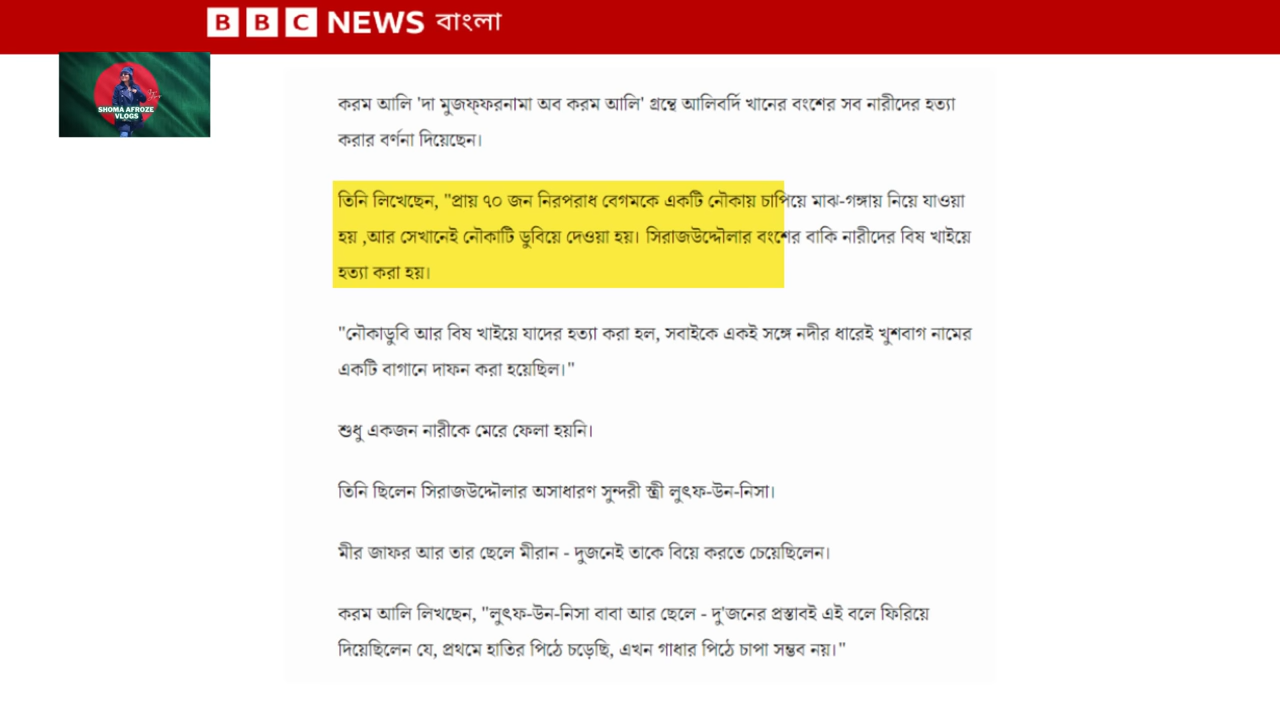 BBC NEWS বাংলা
SHOMA AFROZE
VLOGS
করম আলি 'দা মুজফ্ফরনামা অব করম আলি' গ্রন্থে আলিবর্দি খানের বংশের সব নারীদের হত্যা
করার বর্ণনা দিয়েছেন।
তিনি লিখেছেন, "প্রায় ৭০ জন নিরপরাধ বেগমকে একটি নৌকায় চাপিয়ে মাঝ-গঙ্গায় নিয়ে যাওয়া
হয় ,আর সেখানেই নৌকাটি ডুবিয়ে দেওয়া হয়। সিরাজউদ্দৌলার বংশের বাকি নারীদের বিষ খাইয়ে
হত্যা করা হয়।
"নৌকাডুবি আর বিষ খাইয়ে যাদের হত্যা করা হল, সবাইকে একই সঙ্গে নদীর ধারেই খুশবাগ নামের
একটি বাগানে দাফন করা হয়েছিল।"
শুধু একজন নারীকে মেরে ফেলা হয়নি।
তিনি ছিলেন সিরাজউদ্দৌলার অসাধারণ সুন্দরী স্ত্রী লুৎফ-উন-নিসা।
মীর জাফর আর তার ছেলে মীরান - দুজনেই তাকে বিয়ে করতে চেয়েছিলেন।
করম আলি লিখছেন, "লুৎফ-উন-নিসা বাবা আর ছেলে - দু'জনের প্রস্তাবই এই বলে ফিরিয়ে
দিয়েছিলেন যে, প্রথমে হাতির পিঠে চড়েছি, এখন গাধার পিঠে চাপা সম্ভব নয়।"